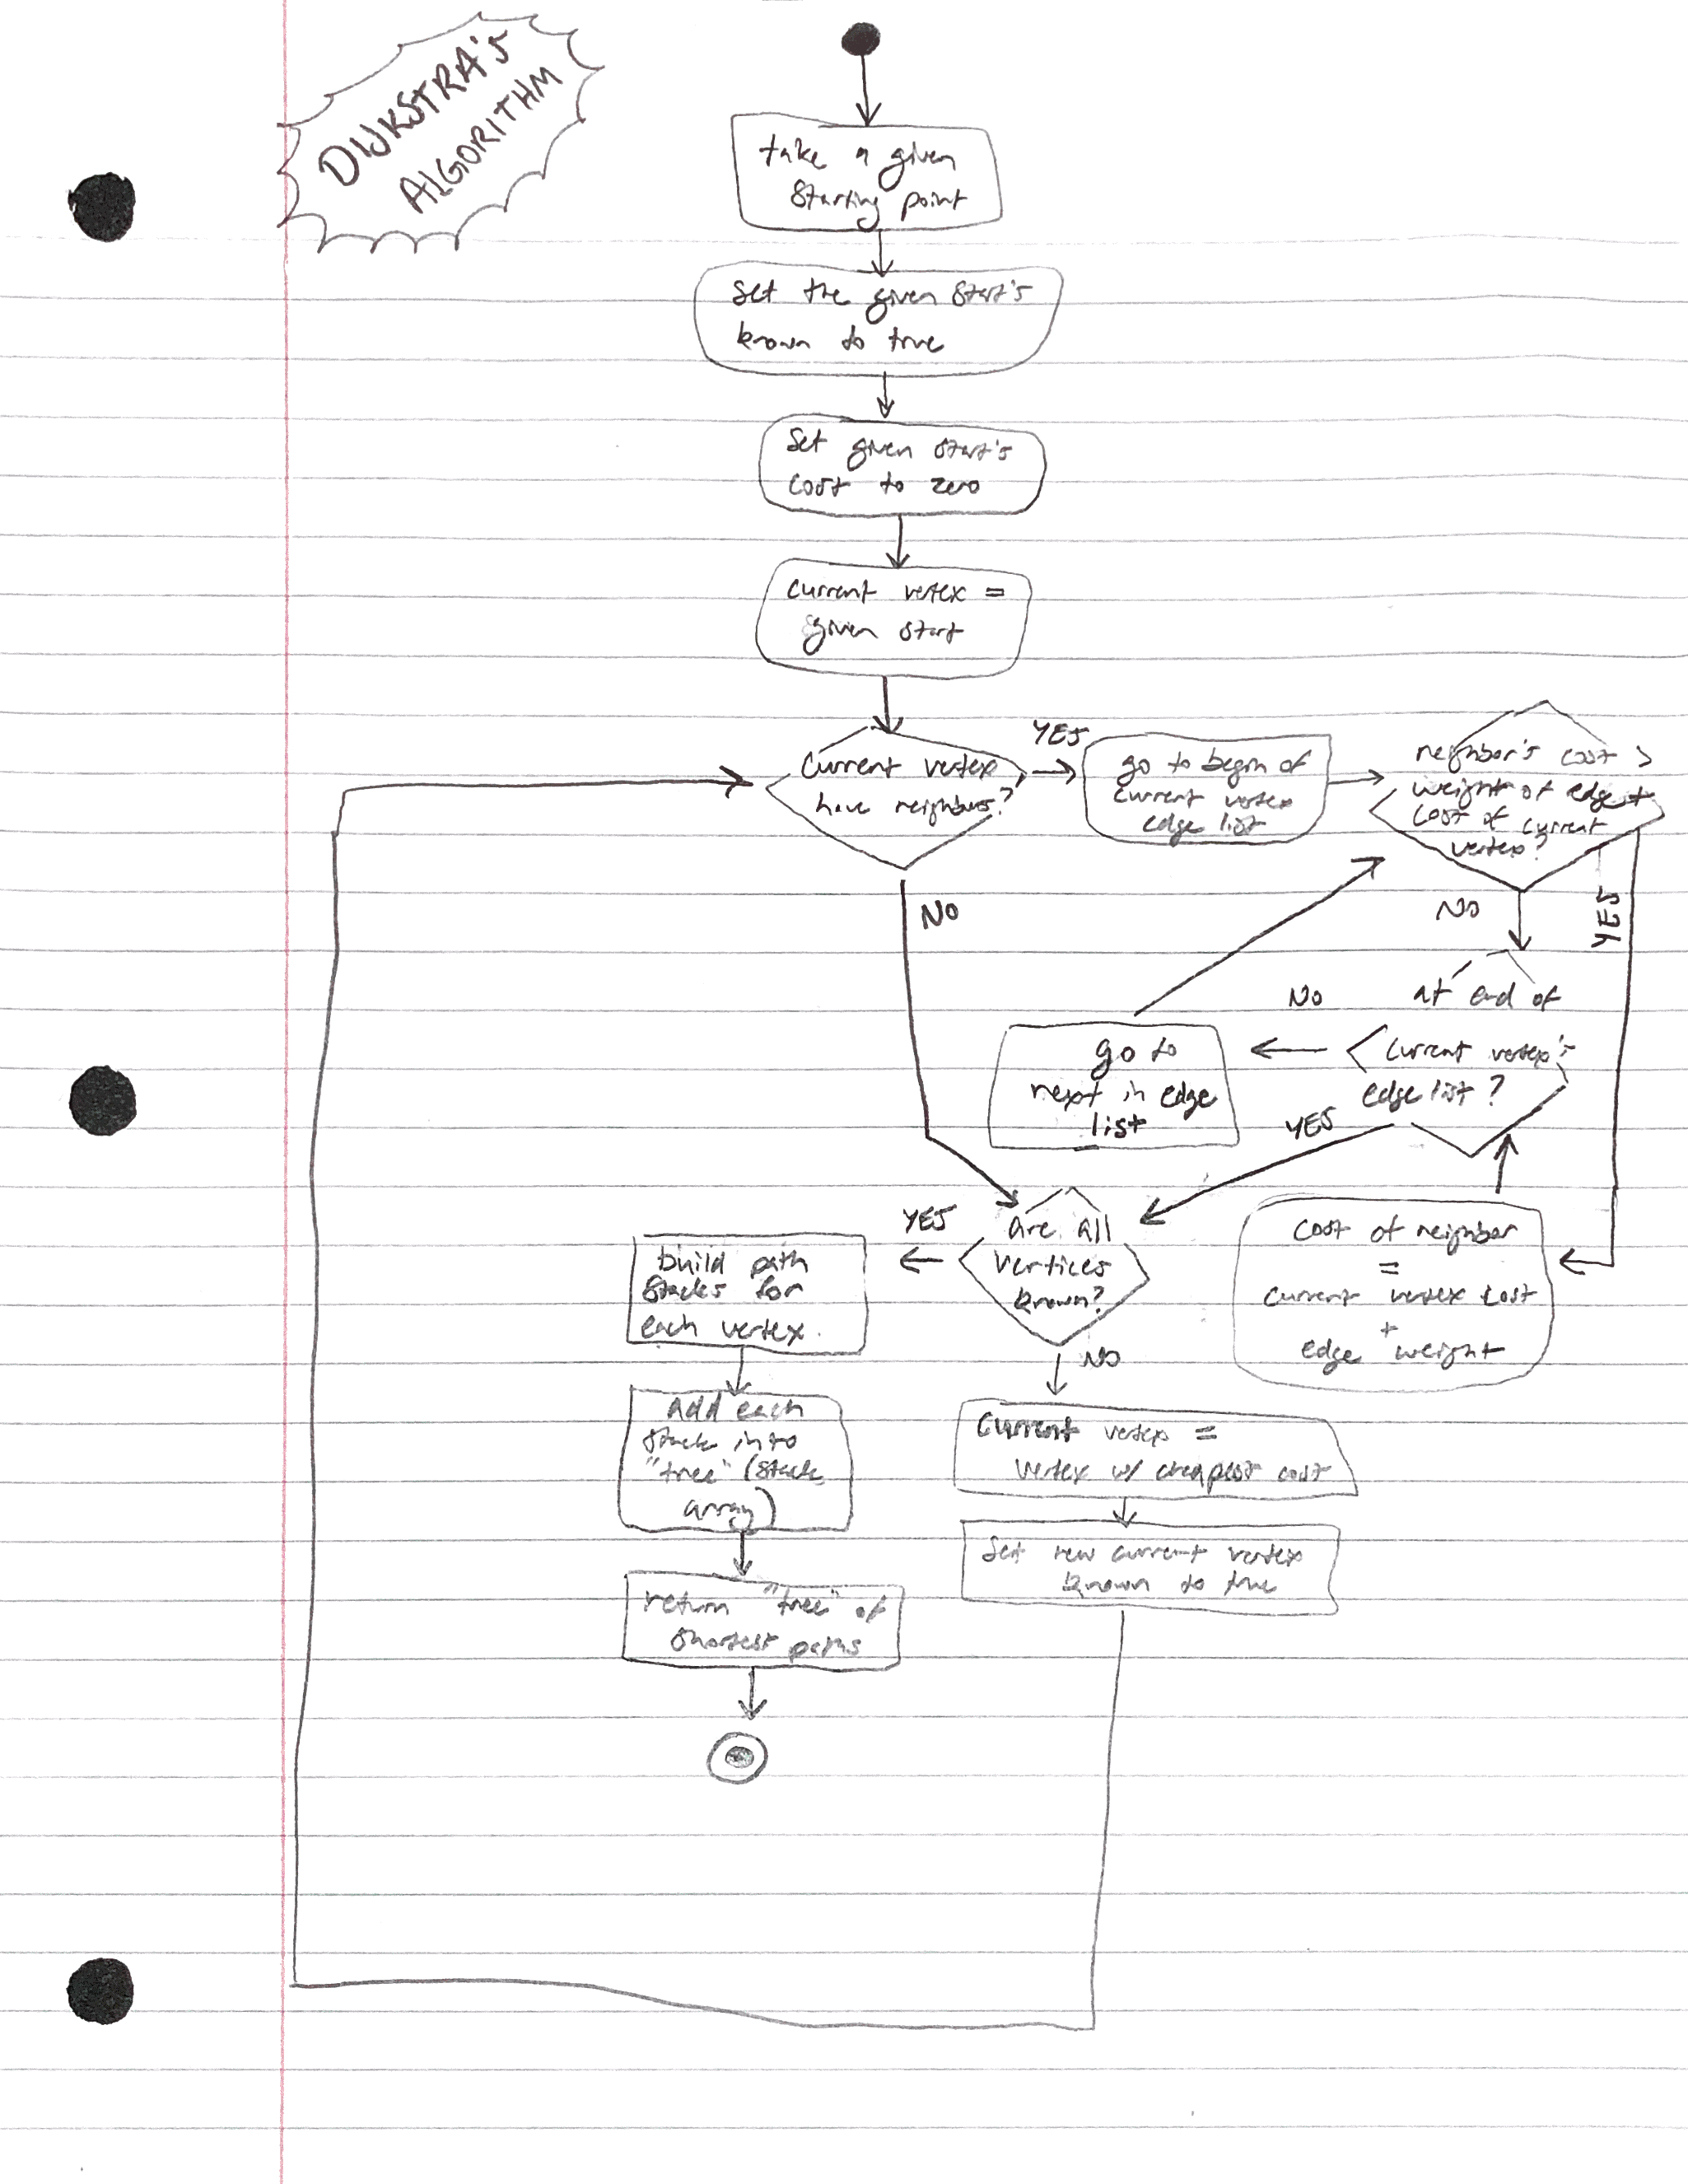 DIJKSTRA's
ALGORITHM
take a given
starting point
Set the given start's
known to true
Set given start's
cost to zero
Current vertex =
given start
Current vertex
have neighbors?
YES
go to begin of
current vertex
edge list
neighbor's cost >
weight of edge +
cost of current
vertex?
NO
NO
YES
at end of
current vertex's
edge list?
NO
go to
next in edge
list
YES
are all
vertices
known?
YES
NO
cost of neighbor
=
current vertex cost
+
edge weight
build path
stacks for
each vertex.
Add each
stack into
"tree" (stack
array)
return "tree" of
shortest paths
Current vertex =
vertex w/ cheapest cost
Set new current vertex
known to true